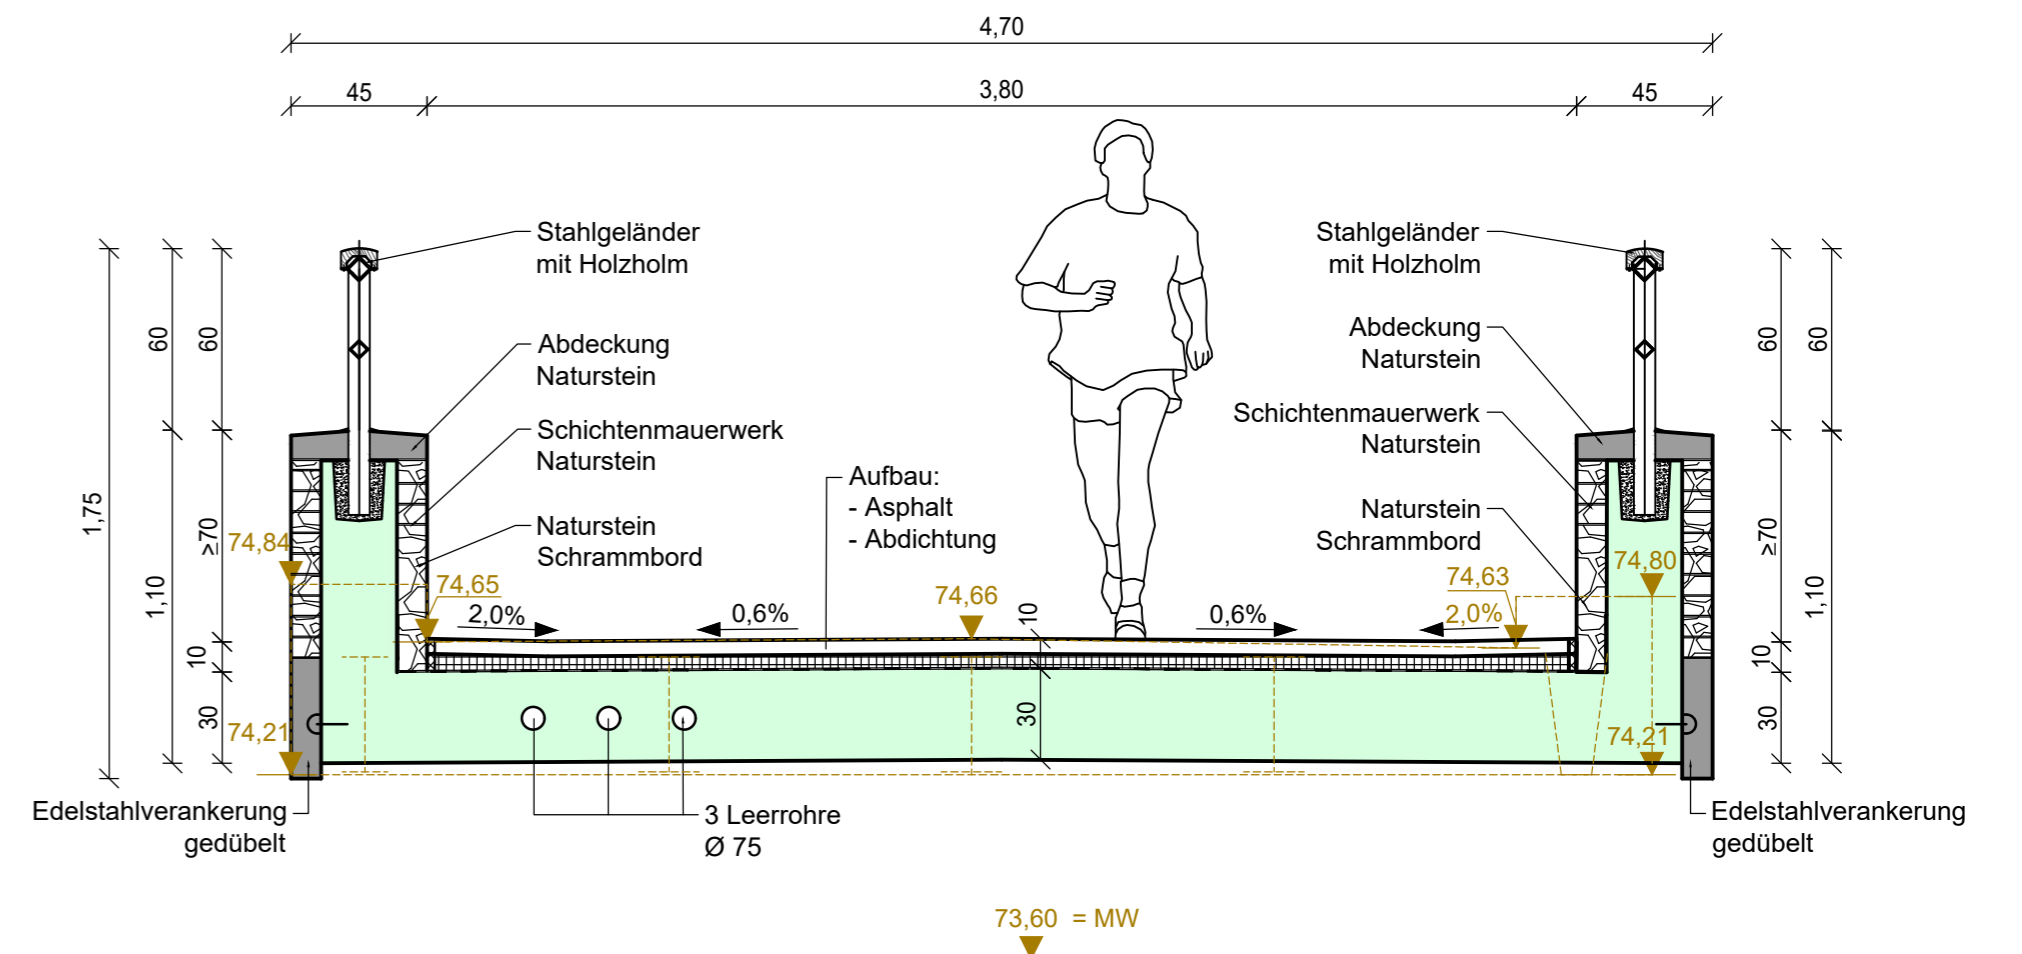 4,70
45
3,80
45
Stahlgeländer
mit Holzholm
Stahlgeländer
mit Holzholm
60
60
Abdeckung
Naturstein
Abdeckung
Naturstein
60
60
Schichtenmauerwerk
Naturstein
Schichtenmauerwerk
Naturstein
1,75
≥70
1,10
Aufbau:
- Asphalt
- Abdichtung
Naturstein
Schrammbord
Naturstein
Schrammbord
≥70
1,10
74,84
74,65
74,66
74,63
74,80
2,0%
0,6%
10
0,6%
2,0%
10
10
30
74,21
30
74,21
30
Edelstahlverankerung
gedübelt
3 Leerrohre
Ø 75
Edelstahlverankerung
gedübelt
73,60 = MW